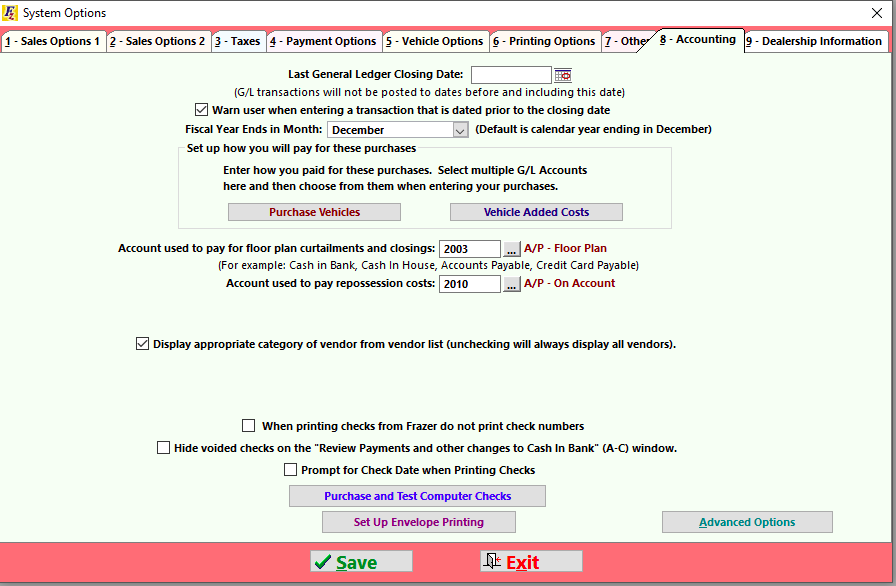 System Options
1 - Sales Options 1 2 - Sales Options 2 3 - Taxes 4 - Payment Options 5 - Vehicle Options 6 - Printing Options 7 - Other 8 - Accounting 9 - Dealership Information
Last General Ledger Closing Date:
(G/L transactions will not be posted to dates before and including this date)
Warn user when entering a transaction that is dated prior to the closing date
Fiscal Year Ends in Month: December (Default is calendar year ending in December)
Set up how you will pay for these purchases
Enter how you paid for these purchases. Select multiple G/L Accounts
here and then choose from them when entering your purchases.
Purchase Vehicles Vehicle Added Costs
Account used to pay for floor plan curtailments and closings: 2003 ... A/P - Floor Plan
(For example: Cash in Bank, Cash In House, Accounts Payable, Credit Card Payable)
Account used to pay repossession costs: 2010 ... A/P - On Account
Display appropriate category of vendor from vendor list (unchecking will always display all vendors).
When printing checks from Frazer do not print check numbers
Hide voided checks on the "Review Payments and other changes to Cash In Bank" (A-C) window.
Prompt for Check Date when Printing Checks
Purchase and Test Computer Checks
Set Up Envelope Printing Advanced Options
Save Exit